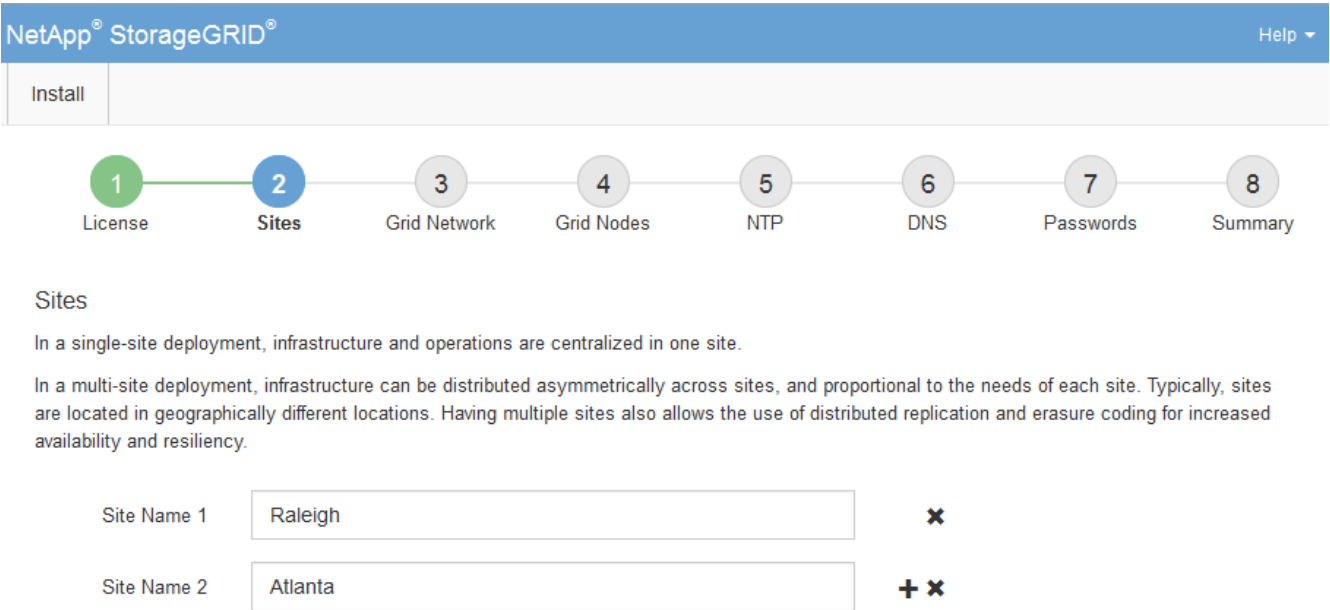 NetApp® StorageGRID®
Help
Install
1 2 3 4 5 6 7 8
License Sites Grid Network Grid Nodes NTP DNS Passwords Summary
Sites
In a single-site deployment, infrastructure and operations are centralized in one site.
In a multi-site deployment, infrastructure can be distributed asymmetrically across sites, and proportional to the needs of each site. Typically, sites
are located in geographically different locations. Having multiple sites also allows the use of distributed replication and erasure coding for increased
availability and resiliency.
Site Name 1 Raleigh
Site Name 2 Atlanta